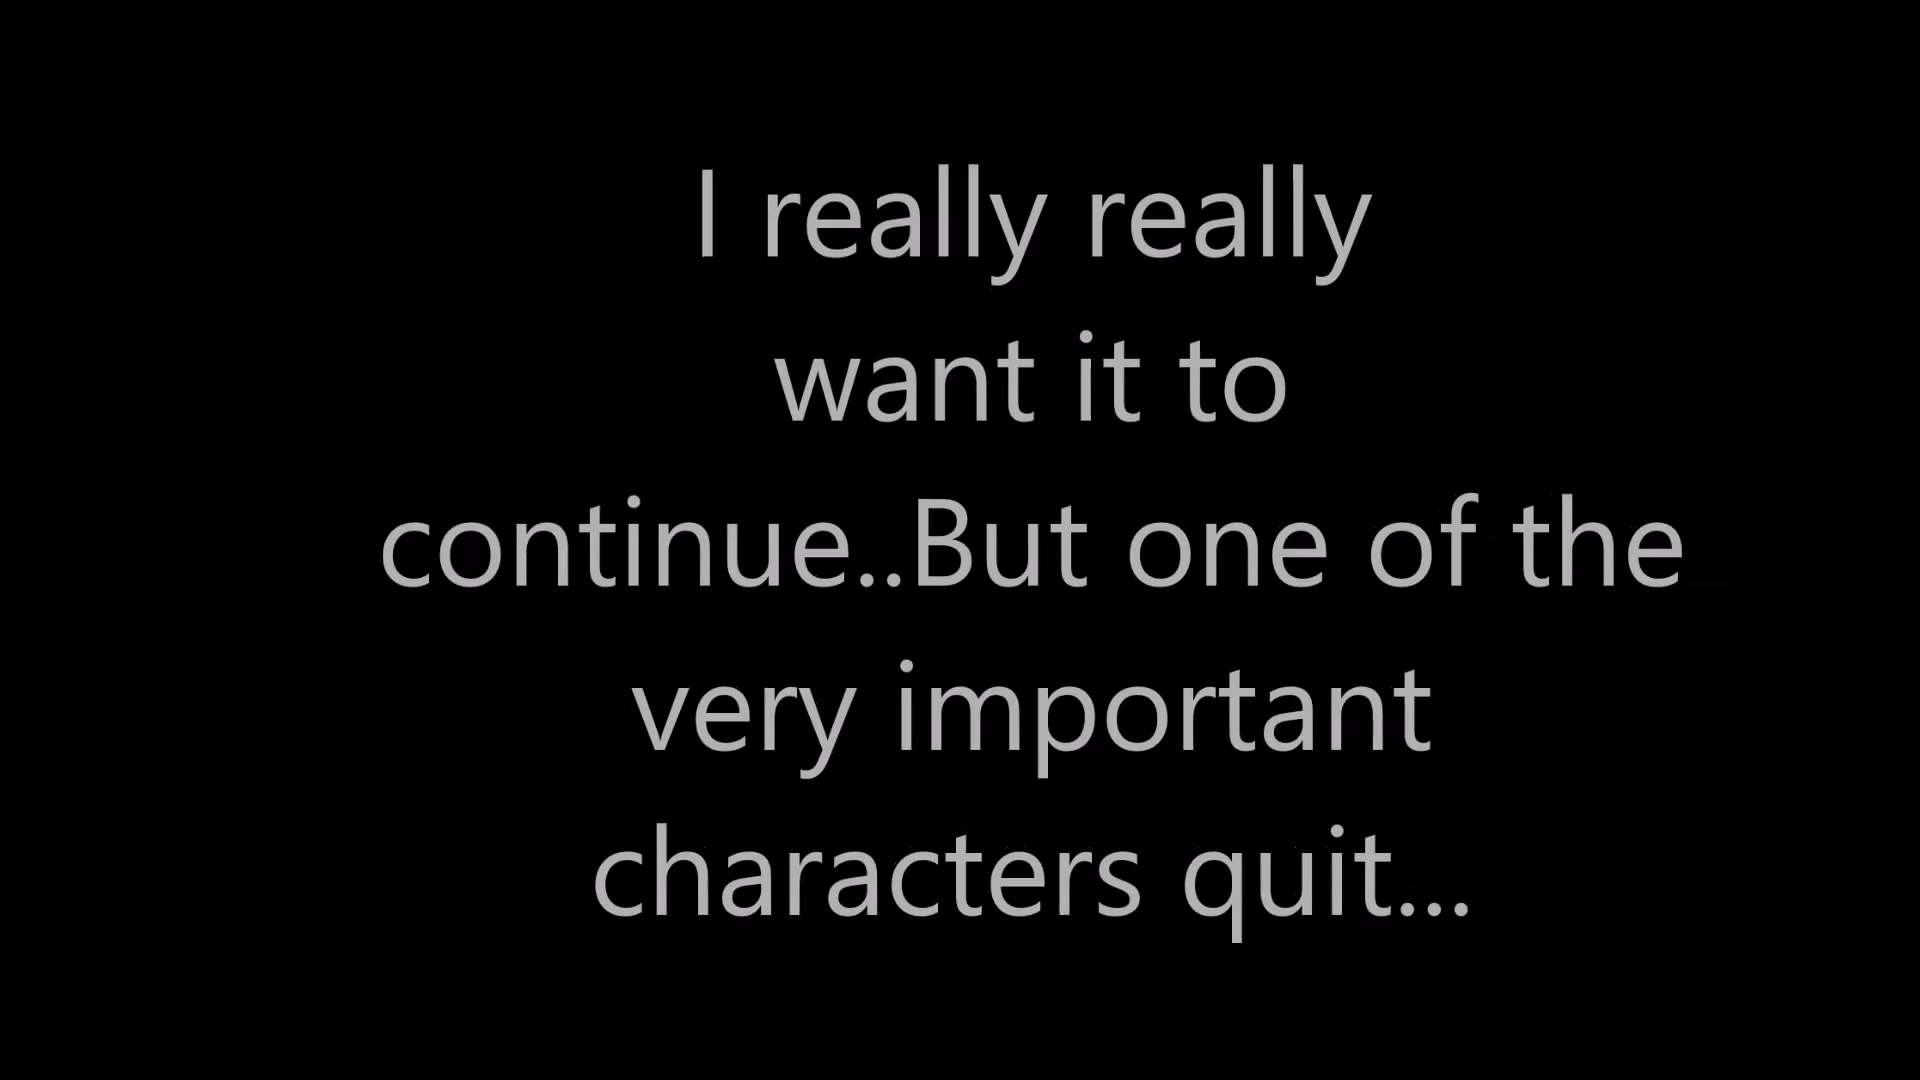 I really really
want it to
continue..But one of the
very important
characters quit...